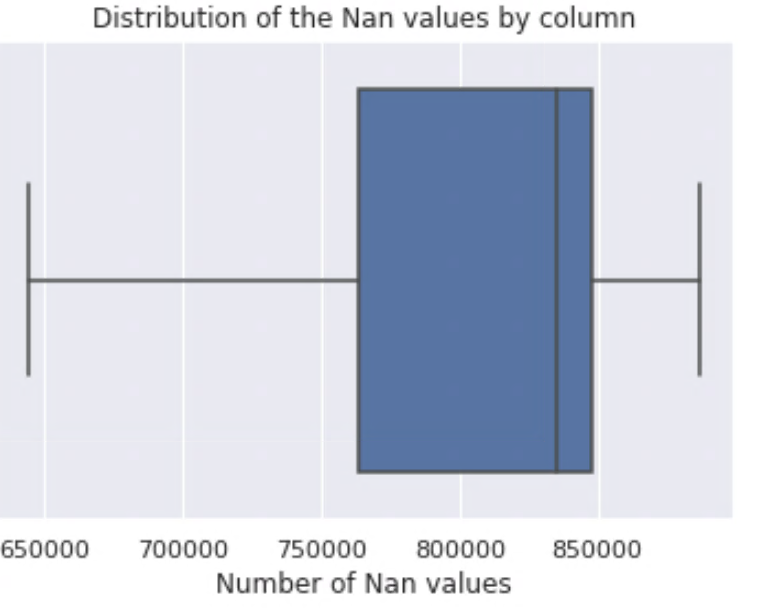 Distribution of the Nan values by column
650000 700000 750000 800000 850000
Number of Nan values